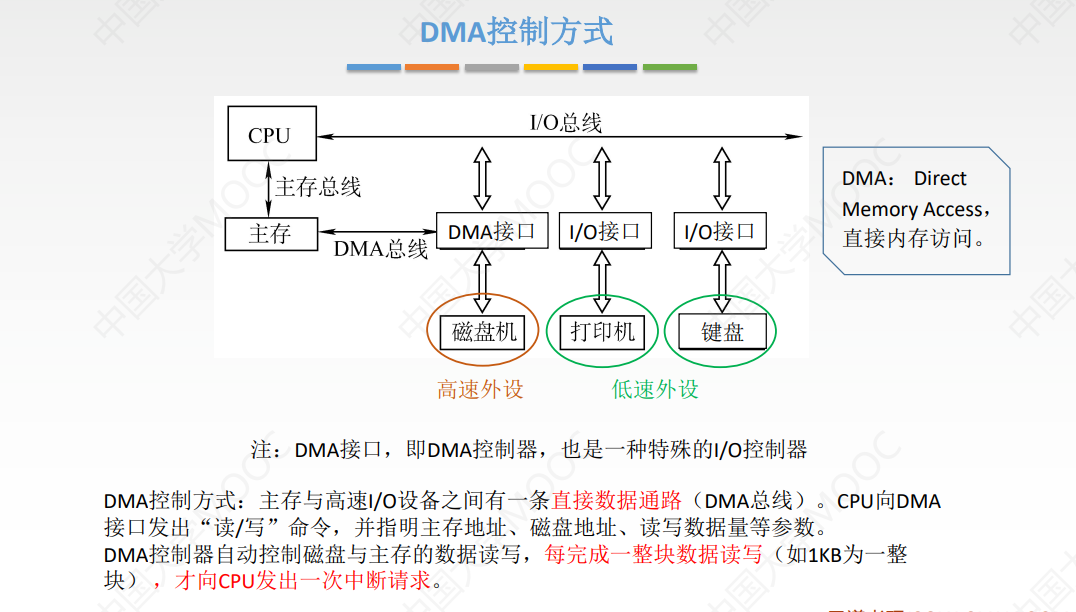 DMA控制方式
CPU
I/O总线
主存总线
主存
DMA总线
DMA接口
I/O接口
I/O接口
磁盘机
打印机
键盘
高速外设
低速外设
DMA： Direct
Memory Access，
直接内存访问。
注：DMA接口，即DMA控制器，也是一种特殊的I/O控制器
DMA控制方式：主存与高速I/O设备之间有一条直接数据通路（DMA总线）。CPU向DMA
接口发出“读/写”命令，并指明主存地址、磁盘地址、读写数据量等参数。
DMA控制器自动控制磁盘与主存的数据读写，每完成一整块数据读写（如1KB为一整
块），才向CPU发出一次中断请求。
中国大学MOOC